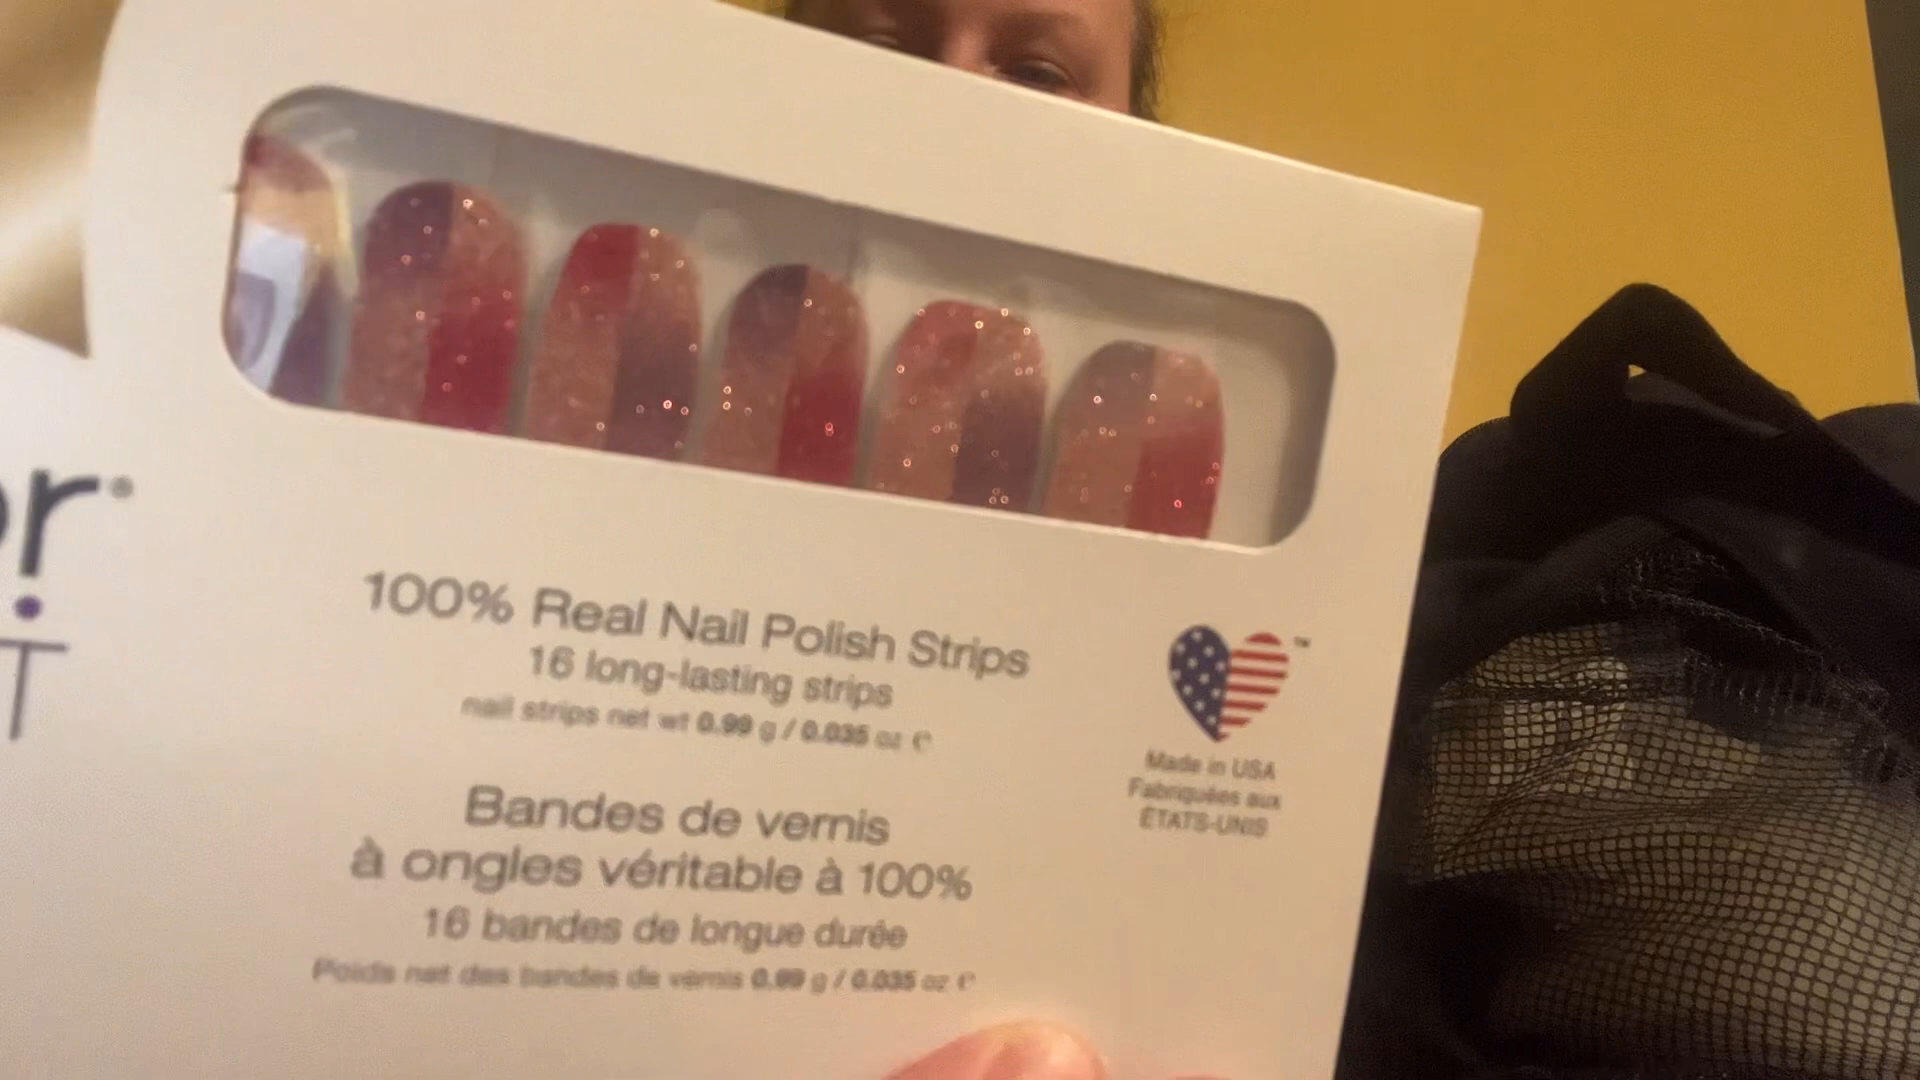 or®
T
100% Real Nail Polish Strips
16 long-lasting strips
nail strips net wt 0.99 g / 0.035 oz e
Bandes de vernis
à ongles véritable à 100%
16 bandes de longue durée
Poids net des bandes de vernis 0.99 g / 0.035 oz e
™
Made in USA
Fabriquées aux
ÉTATS-UNIS